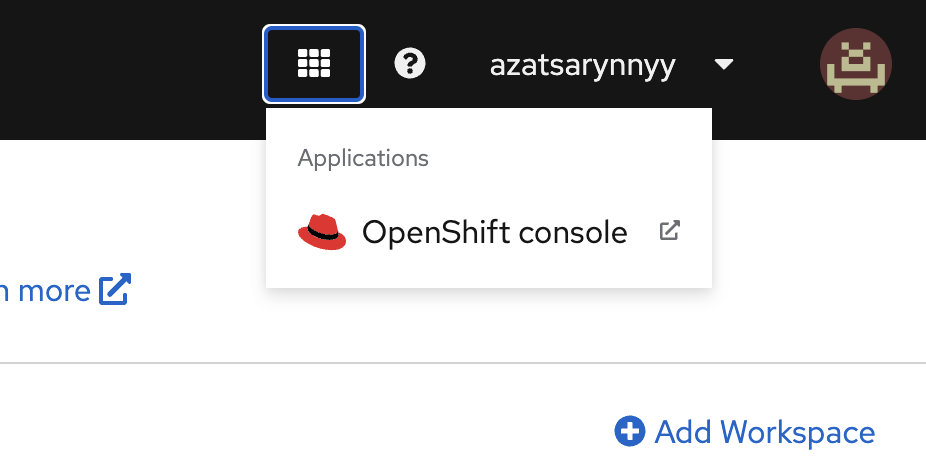 azatsarynnyy
Applications
OpenShift console
more
Add Workspace